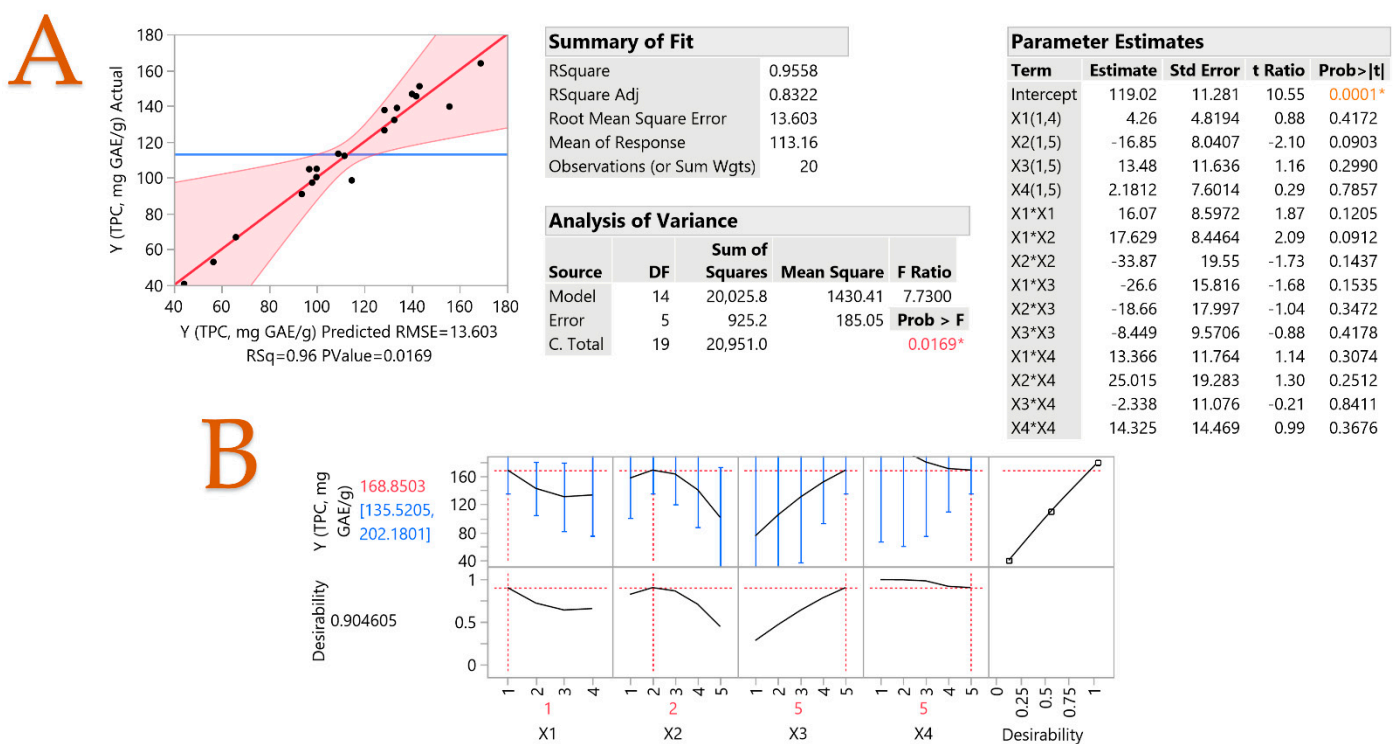 A
180
160
140
120
100
80
60
40
Y (TPC, mg GAE/g) Actual
40 60 80 100 120 140 160 180
Y (TPC, mg GAE/g) Predicted RMSE=13.603
RSq=0.96 PValue=0.0169
Summary of Fit
RSquare 0.9558
RSquare Adj 0.8322
Root Mean Square Error 13.603
Mean of Response 113.16
Observations (or Sum Wgts) 20
Analysis of Variance
Sum of
Source DF Squares Mean Square F Ratio
Model 14 20,025.8 1430.41 7.7300
Error 5 925.2 185.05 Prob > F
C. Total 19 20,951.0 0.0169*
Parameter Estimates
Term Estimate Std Error t Ratio Prob>|t|
Intercept 119.02 11.281 10.55 0.0001*
X1(1,4) 4.26 4.8194 0.88 0.4172
X2(1,5) -16.85 8.0407 -2.10 0.0903
X3(1,5) 13.48 11.636 1.16 0.2990
X4(1,5) 2.1812 7.6014 0.29 0.7857
X1*X1 16.07 8.5972 1.87 0.1205
X1*X2 17.629 8.4464 2.09 0.0912
X2*X2 -33.87 19.55 -1.73 0.1437
X1*X3 -26.6 15.816 -1.68 0.1535
X2*X3 -18.66 17.997 -1.04 0.3472
X3*X3 -8.449 9.5706 -0.88 0.4178
X1*X4 13.366 11.764 1.14 0.3074
X2*X4 25.015 19.283 1.30 0.2512
X3*X4 -2.338 11.076 -0.21 0.8411
X4*X4 14.325 14.469 0.99 0.3676
B
Y (TPC, mg
GAE/g)
168.8503
[135.5205,
202.1801]
160
120
80
40
Desirability
0.904605
1
0.5
0
1 2 3 4
1
X1
1 2 3 4 5
2
X2
1 2 3 4 5
5
X3
1 2 3 4 5
5
X4
0 0.25 0.5 0.75 1
Desirability